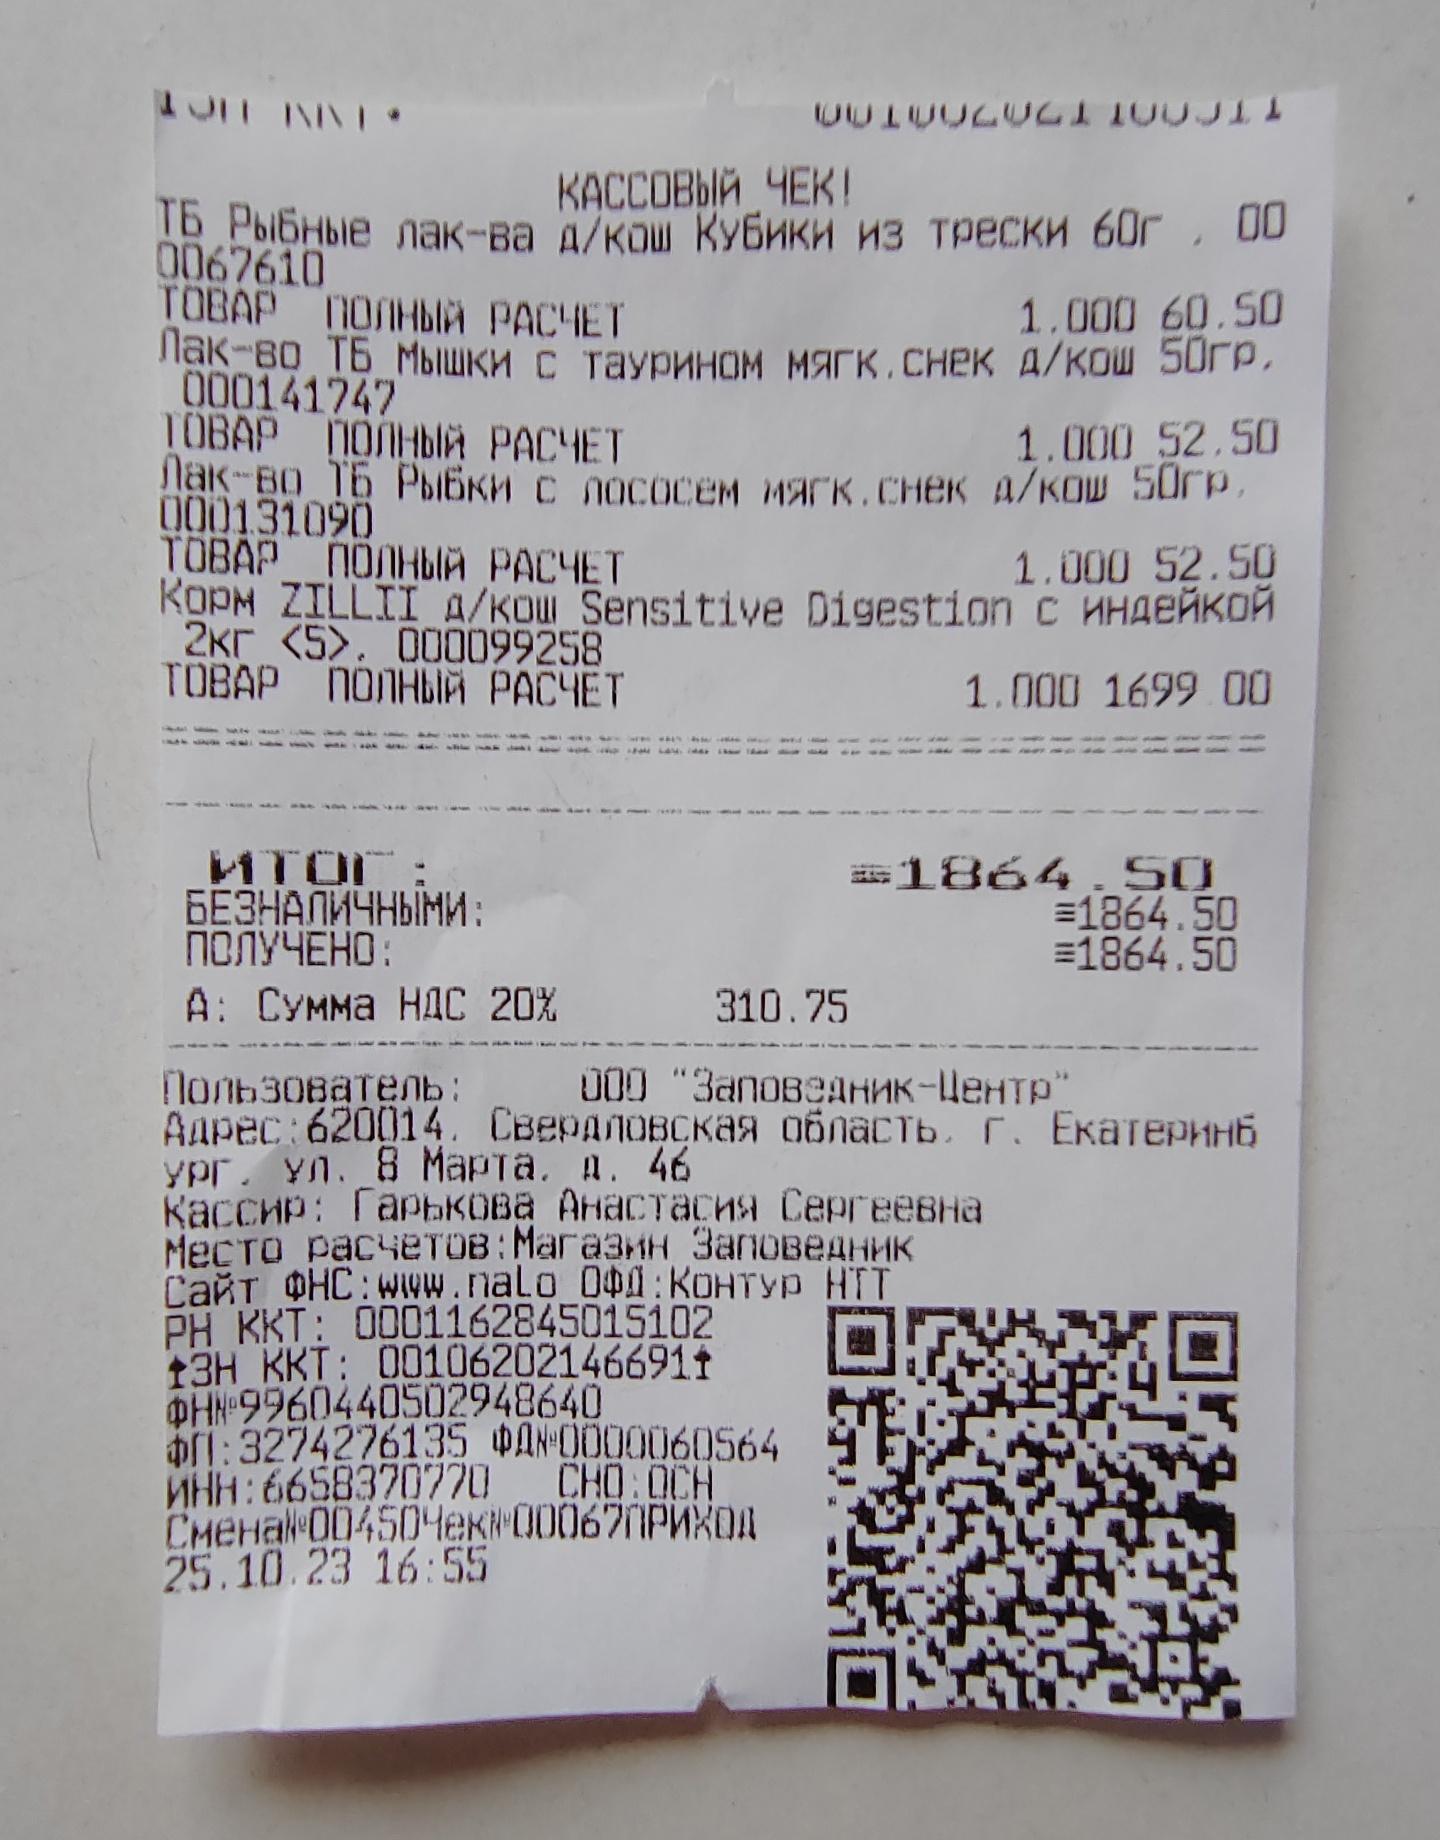 КАССОВЫЙ ЧЕК!
ТБ Рыбные лак-ва д/кош Кубики из трески 60г , 00
0067610
ТОВАР ПОЛНЫЙ РАСЧЕТ 1.000 60.50
Лак-во ТБ Мышки с таурином мягк.снек д/кош 50гр,
000141747
ТОВАР ПОЛНЫЙ РАСЧЕТ 1.000 52.50
Лак-во ТБ Рыбки с лососем мягк.снек д/кош 50гр,
000131090
ТОВАР ПОЛНЫЙ РАСЧЕТ 1.000 52.50
Корм ZILLII д/кош Sensitive Digestion с индейкой
2кг <5>, 000099258
ТОВАР ПОЛНЫЙ РАСЧЕТ 1.000 1699.00
ИТОГ: ≡1864.50
БЕЗНАЛИЧНЫМИ: ≡1864.50
ПОЛУЧЕНО: ≡1864.50
А: Сумма НДС 20% 310.75
Пользователь: ООО "Заповедник-Центр"
Адрес:620014, Свердловская область, г. Екатеринб
ург, ул. 8 Марта, д. 46
Кассир: Гарькова Анастасия Сергеевна
Место расчетов:Магазин Заповедник
Сайт ФНС:www.nalo ОФД:Контур НТТ
РН ККТ: 0001162845015102
ЗН ККТ: 00106202146691
ФН№9960440502948640
ФП:3274276135 ФД№0000060564
ИНН:6658370770 СНО:ОСН
Смена№00450Чек№00067ПРИХОД
25.10.23 16:55